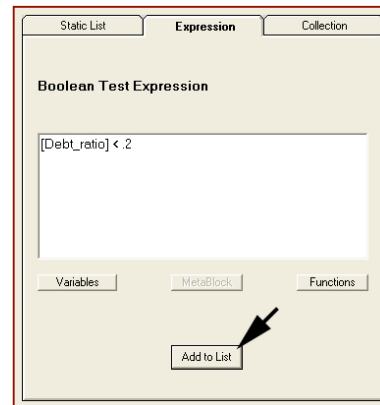 Static List Expression Collection
Boolean Test Expression
[Debt_ratio] < .2
Variables MetaBlock Functions
Add to List